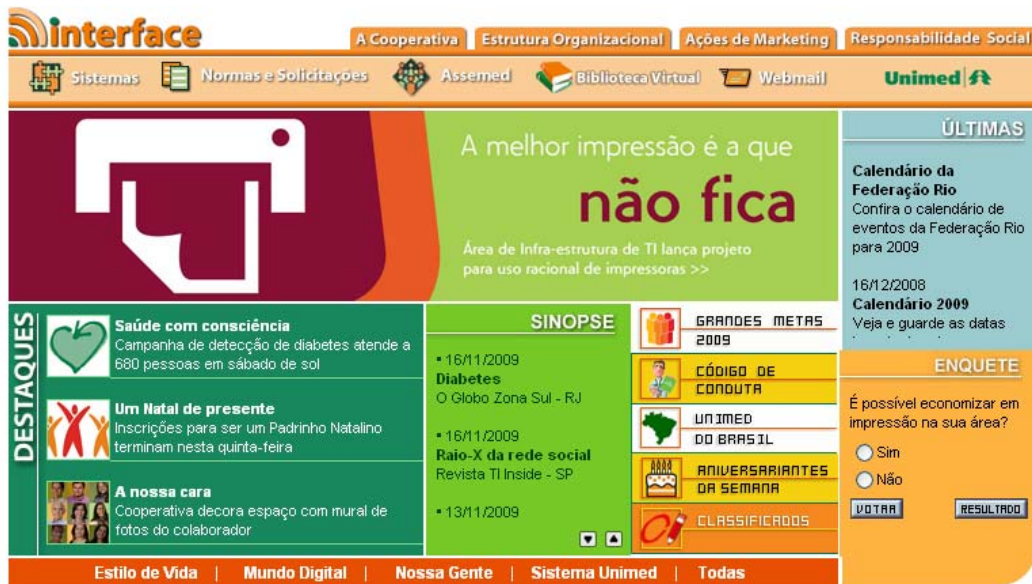 interface
A Cooperativa
Estrutura Organizacional
Ações de Marketing
Responsabilidade Social
Sistemas
Normas e Solicitações
Assemed
Biblioteca Virtual
Webmail
Unimed
A melhor impressão é a que
não fica
Área de Infra-estrutura de TI lança projeto
para uso racional de impressoras >>
ÚLTIMAS
Calendário da
Federação Rio
Confira o calendário de
eventos da Federação Rio
para 2009
16/12/2008
Calendário 2009
Veja e guarde as datas
DESTAQUES
Saúde com consciência
Campanha de detecção de diabetes atende a
680 pessoas em sábado de sol
Um Natal de presente
Inscrições para ser um Padrinho Natalino
terminam nesta quinta-feira
A nossa cara
Cooperativa decora espaço com mural de
fotos do colaborador
SINOPSE
▪ 16/11/2009
Diabetes
O Globo Zona Sul - RJ
▪ 16/11/2009
Raio-X da rede social
Revista TI Inside - SP
▪ 13/11/2009
GRANDES METAS
2009
CÓDIGO DE
CONDUTA
UNIMED
DO BRASIL
ANIVERSARIANTES
DA SEMANA
CLASSIFICADOS
ENQUETE
É possível economizar em
impressão na sua área?
Sim
Não
VOTAR
RESULTADO
Estilo de Vida | Mundo Digital | Nossa Gente | Sistema Unimed | Todas